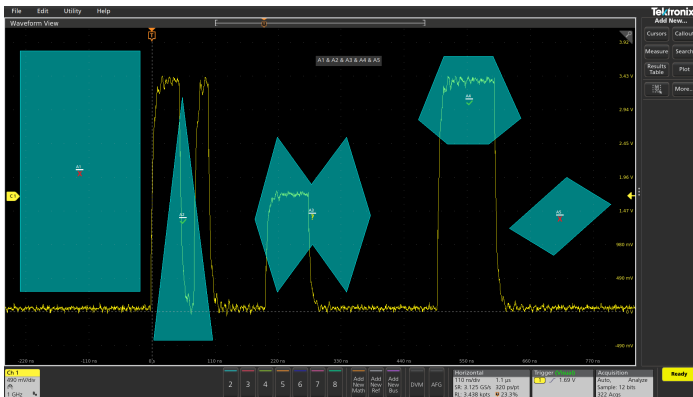 File Edit Utility Help
Tektronix
Waveform View
Add New...
Cursors Callout
Measure Search
Results Table Plot
More...
T
A1 & A2 & A3 & A4 & A5
3.92
3.43 V
2.94 V
2.45 V
1.96 V
1.47 V
980 mV
490 mV
0.0 V
-490 mV
C1
A1
A2
A3
A4
A5
-220 ns -110 ns 0 s 110 ns 220 ns 330 ns 440 ns 550 ns 660 ns 770 ns
Ch 1
490 mV/div
1 GHz
2 3 4 5 6 7 8
Add New Math
Add New Ref
Add New Bus
DVM AFG
Horizontal
110 ns/div 1.1 µs
SR: 3.125 GS/s 320 ps/pt
RL: 3.438 kpts 23.3%
Trigger (Visual)
1 1.69 V
Acquisition
Auto, Analyze
Sample: 12 bits
322 Acqs
Ready